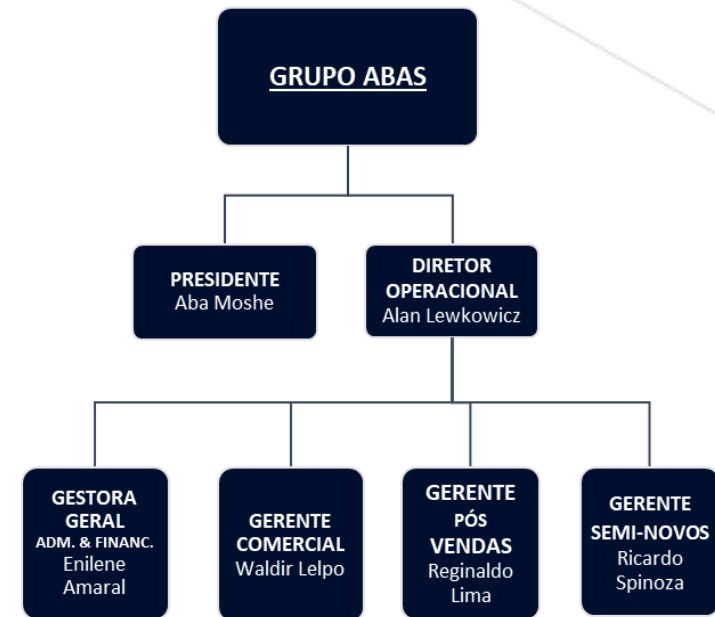 GRUPO ABAS
PRESIDENTE
Aba Moshe
DIRETOR
OPERACIONAL
Alan Lewkowicz
GESTORA
GERAL
ADM. & FINANC.
Enilene
Amaral
GERENTE
COMERCIAL
Waldir Lelpo
GERENTE
PÓS
VENDAS
Reginaldo
Lima
GERENTE
SEMI-NOVOS
Ricardo
Spinoza